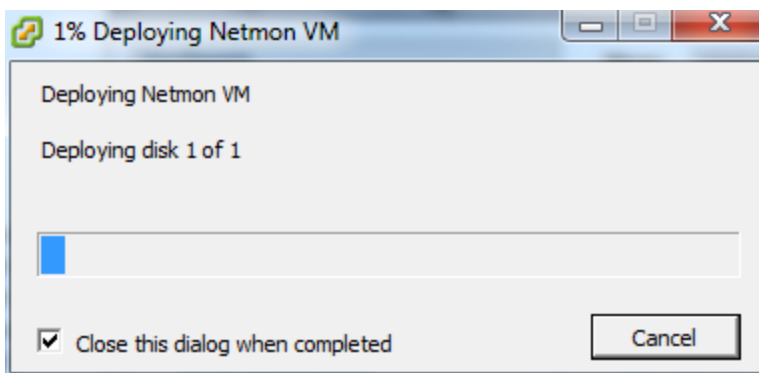 1% Deploying Netmon VM
Deploying Netmon VM
Deploying disk 1 of 1
Close this dialog when completed
Cancel